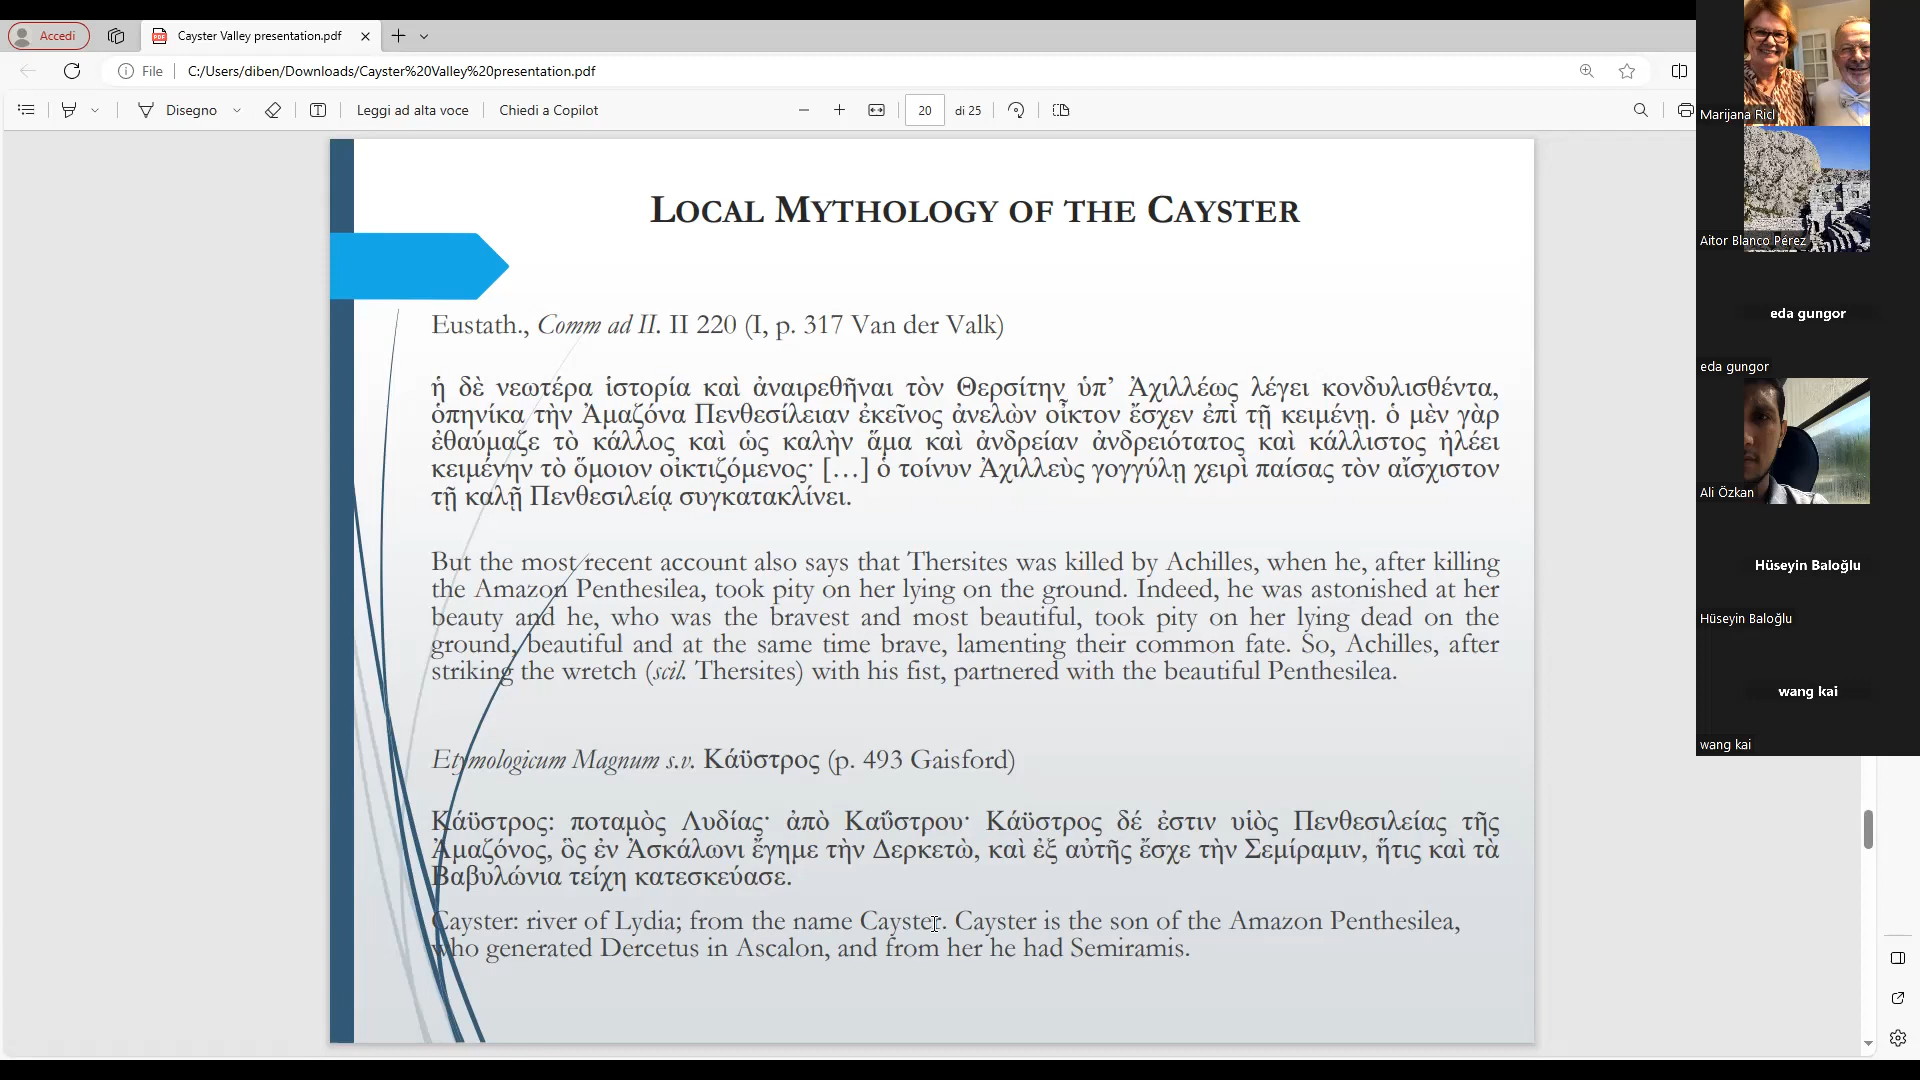 Accedi
Cayster Valley presentation.pdf
File
C:/Users/diben/Downloads/Cayster%20Valley%20presentation.pdf
Disegno
Leggi ad alta voce
Chiedi a Copilot
20
di 25
LOCAL MYTHOLOGY OF THE CAYSTER
Eustath., Comm ad Il. II 220 (I, p. 317 Van der Valk)
ἡ δὲ νεωτέρα ἱστορία καὶ ἀναιρεθῆναι τὸν Θερσίτην ὑπ’ Ἀχιλλέως λέγει κονδυλισθέντα,
ὁπηνίκα τὴν Ἀμαζόνα Πενθεσίλειαν ἐκεῖνος ἀνελὼν οἶκτον ἔσχεν ἐπὶ τῇ κειμένῃ. ὁ μὲν γὰρ
ἐθαύμαζε τὸ κάλλος καὶ ὡς καλὴν ἅμα καὶ ἀνδρείαν ἀνδρειότατος καὶ κάλλιστος ἠλέει
κειμένην τὸ ὅμοιον οἰκτιζόμενος· […] ὁ τοίνυν Ἀχιλλεὺς γογγύλῃ χειρὶ παίσας τὸν αἴσχιστον
τῇ καλῇ Πενθεσιλείᾳ συγκατακλίνει.
But the most recent account also says that Thersites was killed by Achilles, when he, after killing
the Amazon Penthesilea, took pity on her lying on the ground. Indeed, he was astonished at her
beauty and he, who was the bravest and most beautiful, took pity on her lying dead on the
ground, beautiful and at the same time brave, lamenting their common fate. So, Achilles, after
striking the wretch (scil. Thersites) with his fist, partnered with the beautiful Penthesilea.
Etymologicum Magnum s.v. Κάϋστρος (p. 493 Gaisford)
Κάϋστρος: ποταμὸς Λυδίας· ἀπὸ Καΰστρου· Κάϋστρος δέ ἐστιν υἱὸς Πενθεσιλείας τῆς
Ἀμαζόνος, ὃς ἐν Ἀσκάλωνι ἔγημε τὴν Δερκετὼ, καὶ ἐξ αὐτῆς ἔσχε τὴν Σεμίραμιν, ἥτις καὶ τὰ
Βαβυλώνια τείχη κατεσκεύασε.
Cayster: river of Lydia; from the name Cayster. Cayster is the son of the Amazon Penthesilea,
who generated Dercetus in Ascalon, and from her he had Semiramis.
Marijana Ricl
Aitor Blanco Pérez
eda gungor
eda gungor
Ali Özkan
Hüseyin Baloğlu
Hüseyin Baloğlu
wang kai
wang kai